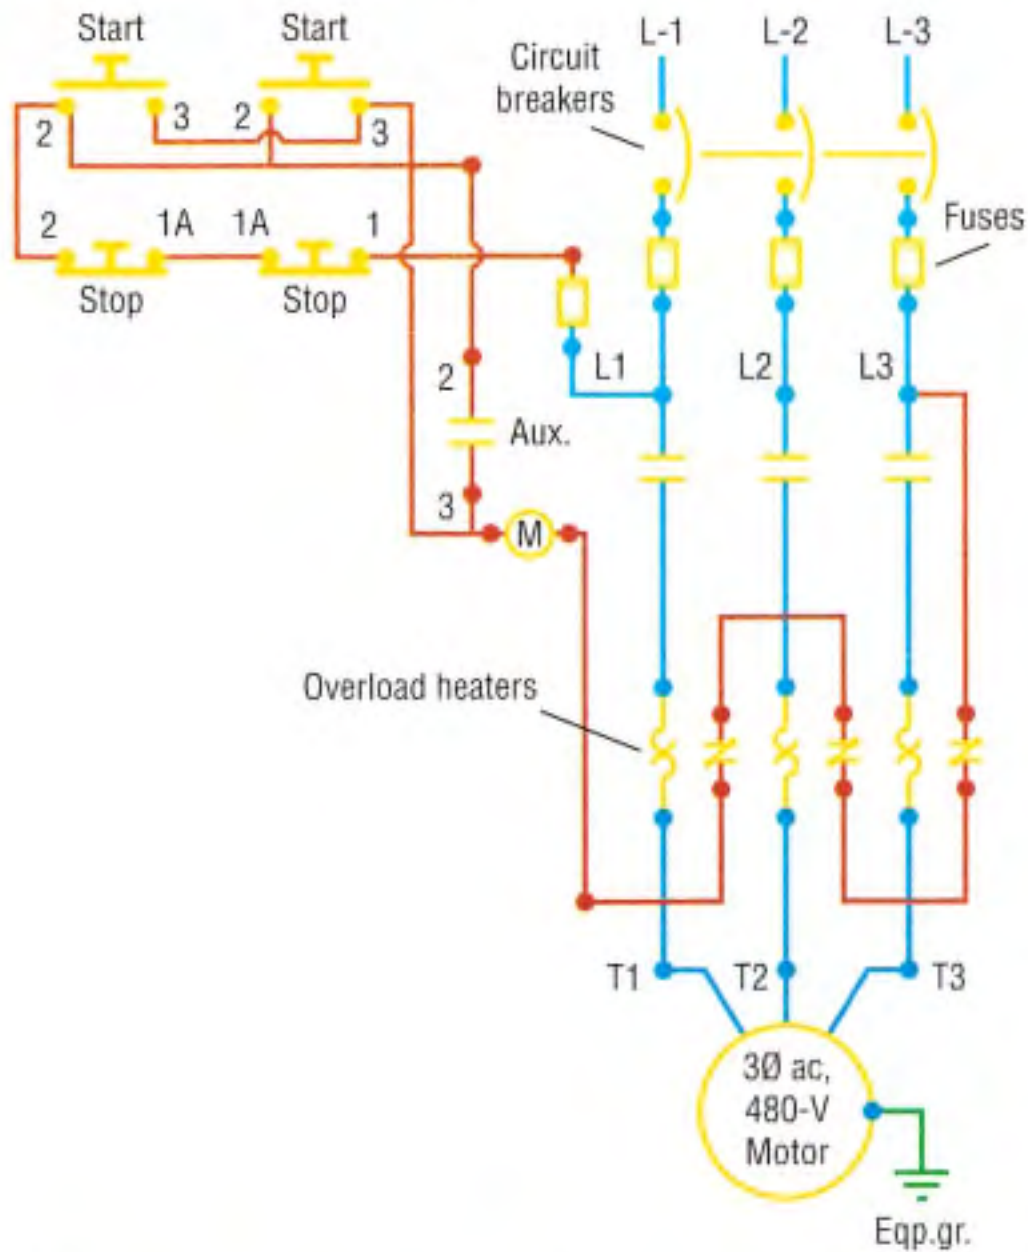 Start
Start
L-1
L-2
L-3
Circuit
breakers
2
3
2
3
Fuses
2
1A
1A
1
Stop
Stop
L1
L2
L3
2
Aux.
3
M
Overload heaters
T1
T2
T3
3Ø ac,
480-V
Motor
Eqp.gr.